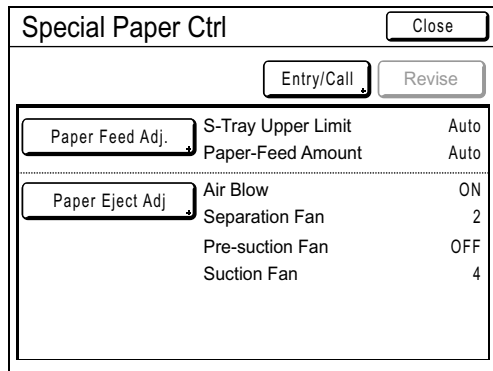 Special Paper Ctrl Close
Entry/Call Revise
Paper Feed Adj. S-Tray Upper Limit Auto
Paper-Feed Amount Auto
Paper Eject Adj Air Blow ON
Separation Fan 2
Pre-suction Fan OFF
Suction Fan 4